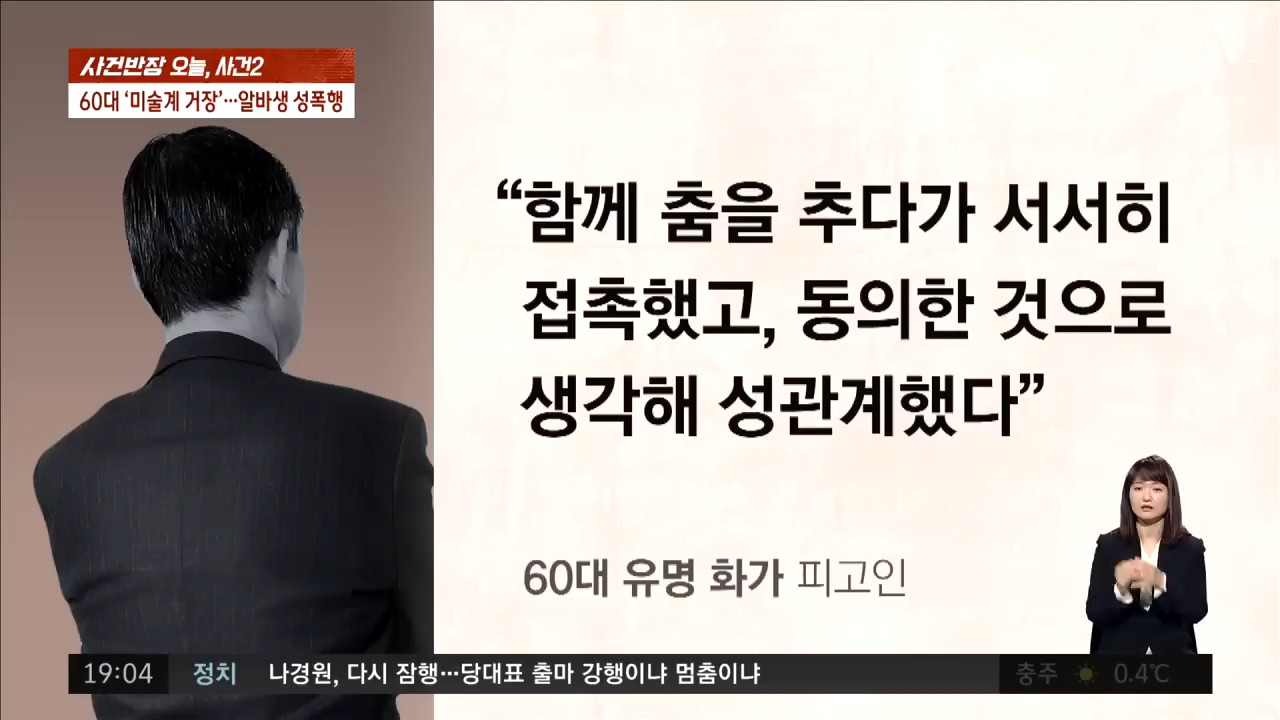 사건반장 오늘, 사건2
60대 ‘미술계 거장’…알바생 성폭행
“함께 춤을 추다가 서서히
접촉했고, 동의한 것으로
생각해 성관계했다”
60대 유명 화가 피고인
19:04 정치 나경원, 다시 잠행…당대표 출마 강행이냐 멈춤이냐 충주 0.4℃